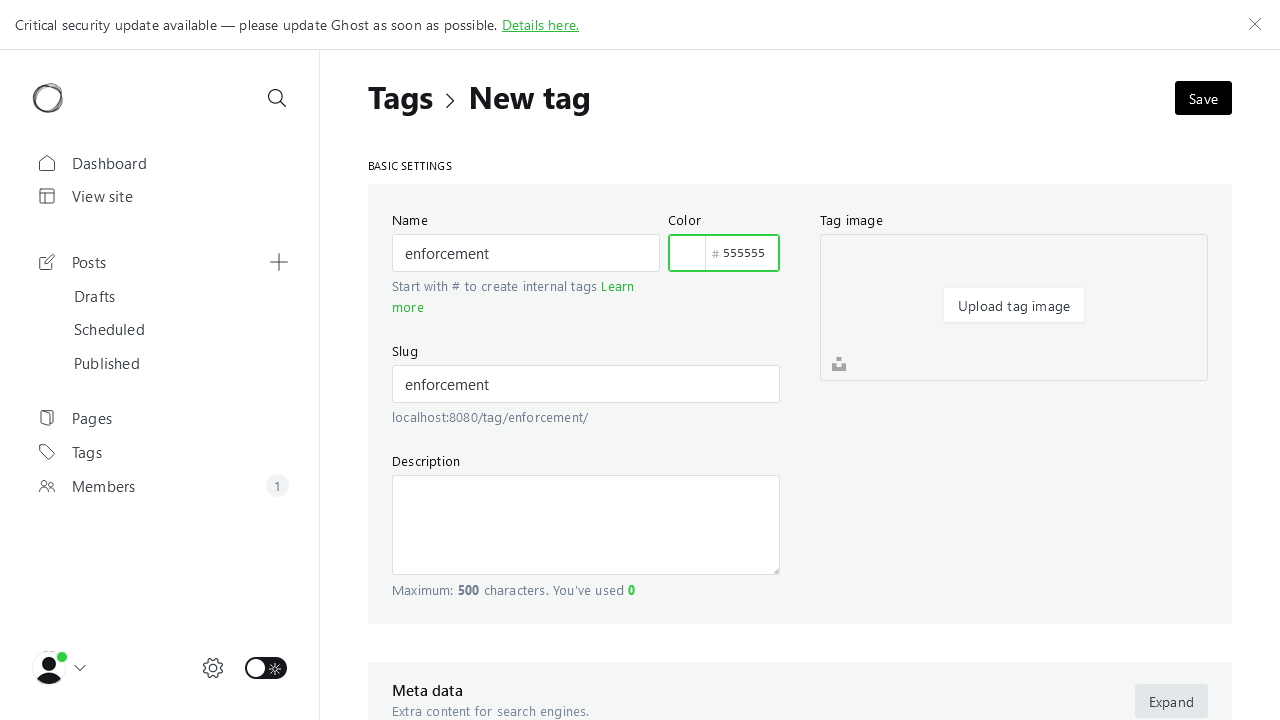 Critical security update available — please update Ghost as soon as possible. Details here.
Dashboard
View site
Posts
Drafts
Scheduled
Published
Pages
Tags
Members
1
Tags
New tag
Save
BASIC SETTINGS
Name
enforcement
Start with # to create internal tags Learn
more
Color
# 555555
Slug
enforcement
localhost:8080/tag/enforcement/
Description
Maximum: 500 characters. You've used 0
Tag image
Upload tag image
Meta data
Extra content for search engines.
Expand